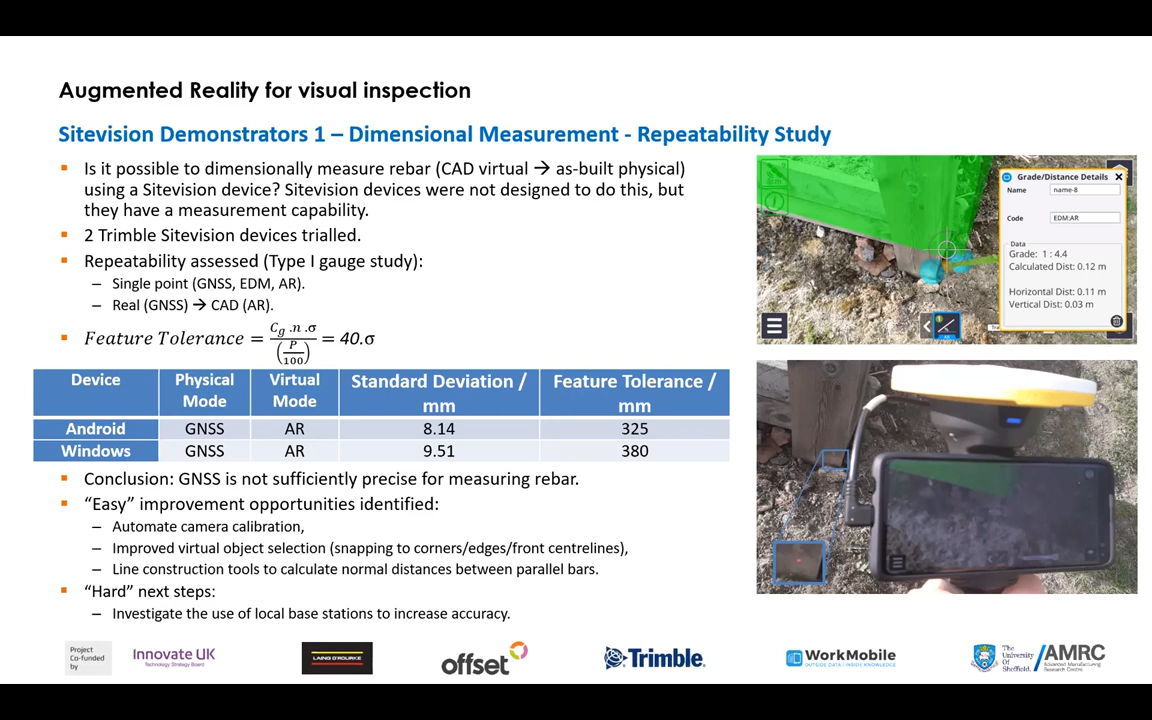 Augmented Reality for visual inspection
Sitevision Demonstrators 1 – Dimensional Measurement - Repeatability Study
▪ Is it possible to dimensionally measure rebar (CAD virtual → as-built physical)
using a Sitevision device? Sitevision devices were not designed to do this, but
they have a measurement capability.
▪ 2 Trimble Sitevision devices trialled.
▪ Repeatability assessed (Type I gauge study):
– Single point (GNSS, EDM, AR).
– Real (GNSS) → CAD (AR).
▪ Feature Tolerance = (C_g .n .σ) / (P/100) = 40.σ
Device | Physical Mode | Virtual Mode | Standard Deviation / mm | Feature Tolerance / mm
Android | GNSS | AR | 8.14 | 325
Windows | GNSS | AR | 9.51 | 380
▪ Conclusion: GNSS is not sufficiently precise for measuring rebar.
▪ “Easy” improvement opportunities identified:
– Automate camera calibration,
– Improved virtual object selection (snapping to corners/edges/front centrelines),
– Line construction tools to calculate normal distances between parallel bars.
▪ “Hard” next steps:
– Investigate the use of local base stations to increase accuracy.
Grade/Distance Details
Name name-8
Code EDM:AR
Data
Grade: 1 : 4.4
Calculated Dist: 0.12 m
Horizontal Dist: 0.11 m
Vertical Dist: 0.03 m
Project
Co-funded
by
Innovate UK
Technology Strategy Board
LAING O'ROURKE
offset
Trimble.
WorkMobile
OUTSIDE DATA | INSIDE KNOWLEDGE
The
University
Of
Sheffield.
AMRC
Advanced Manufacturing
Research Centre